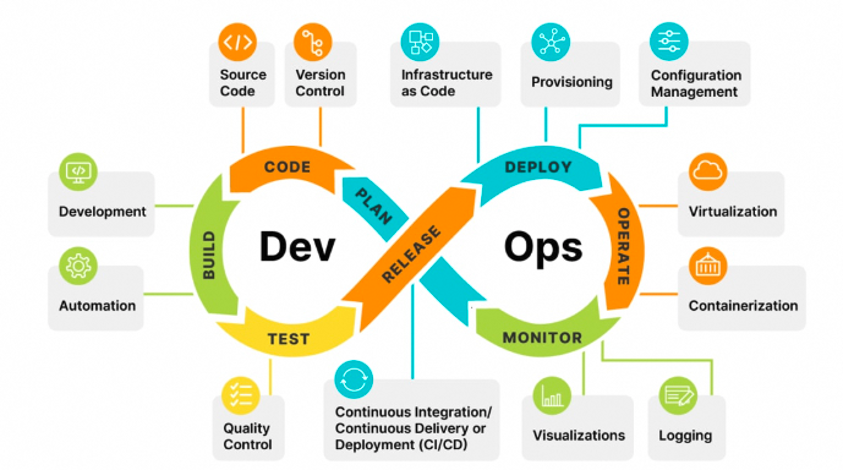 Source
Code
Version
Control
Infrastructure
as Code
Provisioning
Configuration
Management
CODE
PLAN
DEPLOY
Development
BUILD
Dev
RELEASE
Ops
OPERATE
Virtualization
Automation
Containerization
TEST
MONITOR
Quality
Control
Continuous Integration/
Continuous Delivery or
Deployment (CI/CD)
Visualizations
Logging